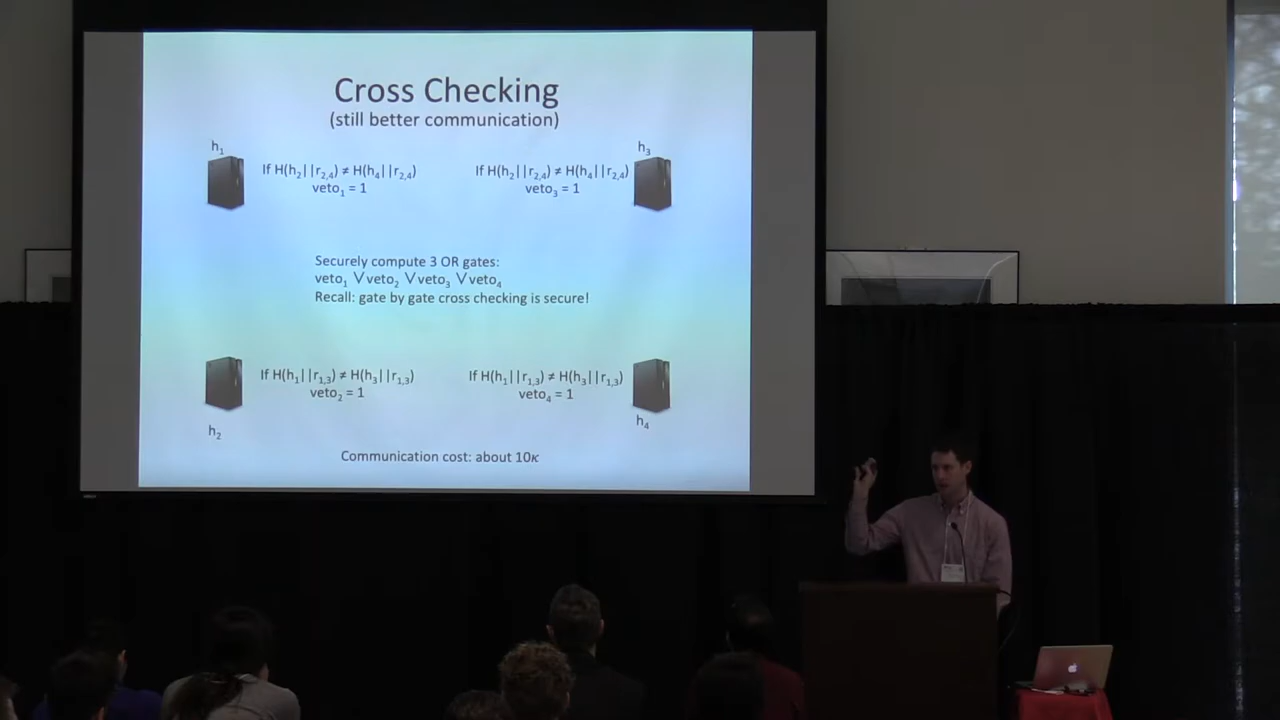 Cross Checking
(still better communication)
h₁
h₃
If H(h₂||r₂,₄) ≠ H(h₄||r₂,₄)
veto₁ = 1
If H(h₂||r₂,₄) ≠ H(h₄||r₂,₄)
veto₃ = 1
Securely compute 3 OR gates:
veto₁ ∨ veto₂ ∨ veto₃ ∨ veto₄
Recall: gate by gate cross checking is secure!
If H(h₁||r₁,₃) ≠ H(h₃||r₁,₃)
veto₂ = 1
If H(h₁||r₁,₃) ≠ H(h₃||r₁,₃)
veto₄ = 1
h₂
h₄
Communication cost: about 10κ